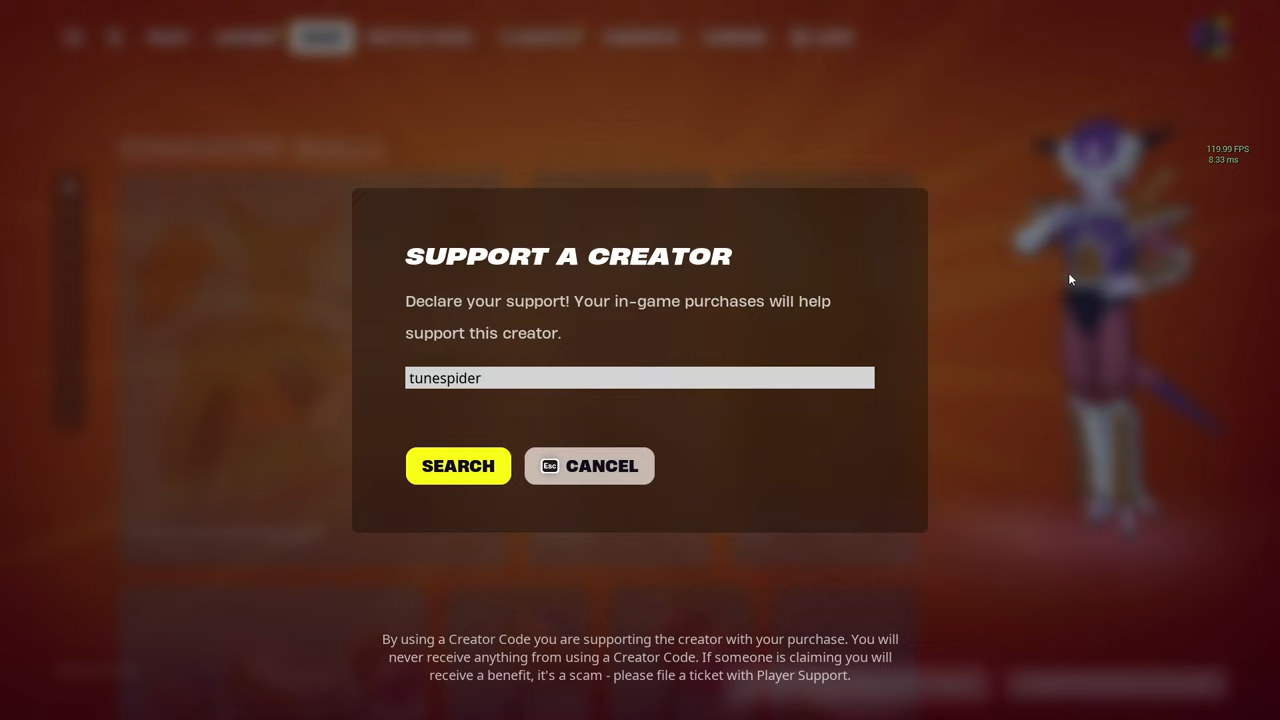 119.99 FPS
8.33 ms
SUPPORT A CREATOR
Declare your support! Your in-game purchases will help
support this creator.
tunespider
SEARCH
Esc CANCEL
By using a Creator Code you are supporting the creator with your purchase. You will
never receive anything from using a Creator Code. If someone is claiming you will
receive a benefit, it's a scam - please file a ticket with Player Support.